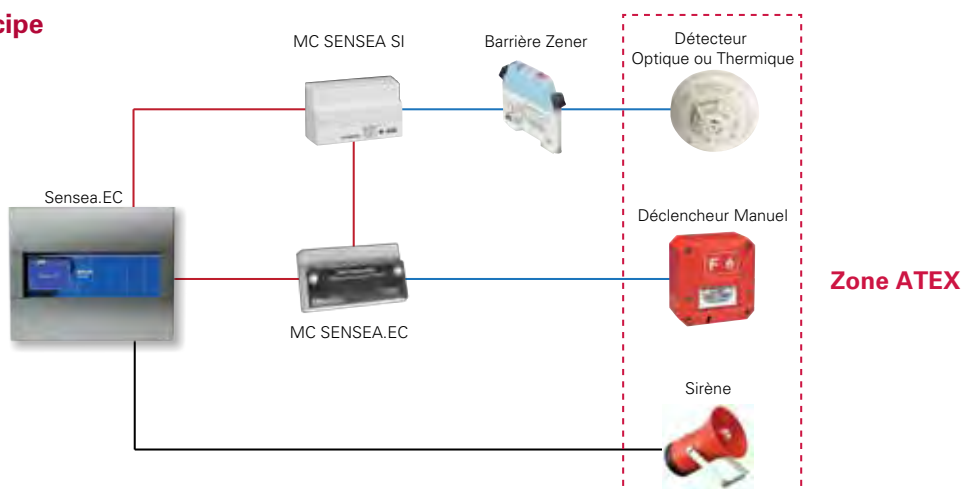 cipe
MC SENSEA SI
Barrière Zener
Détecteur
Optique ou Thermique
Sensea.EC
Déclencheur Manuel
Zone ATEX
MC SENSEA.EC
Sirène